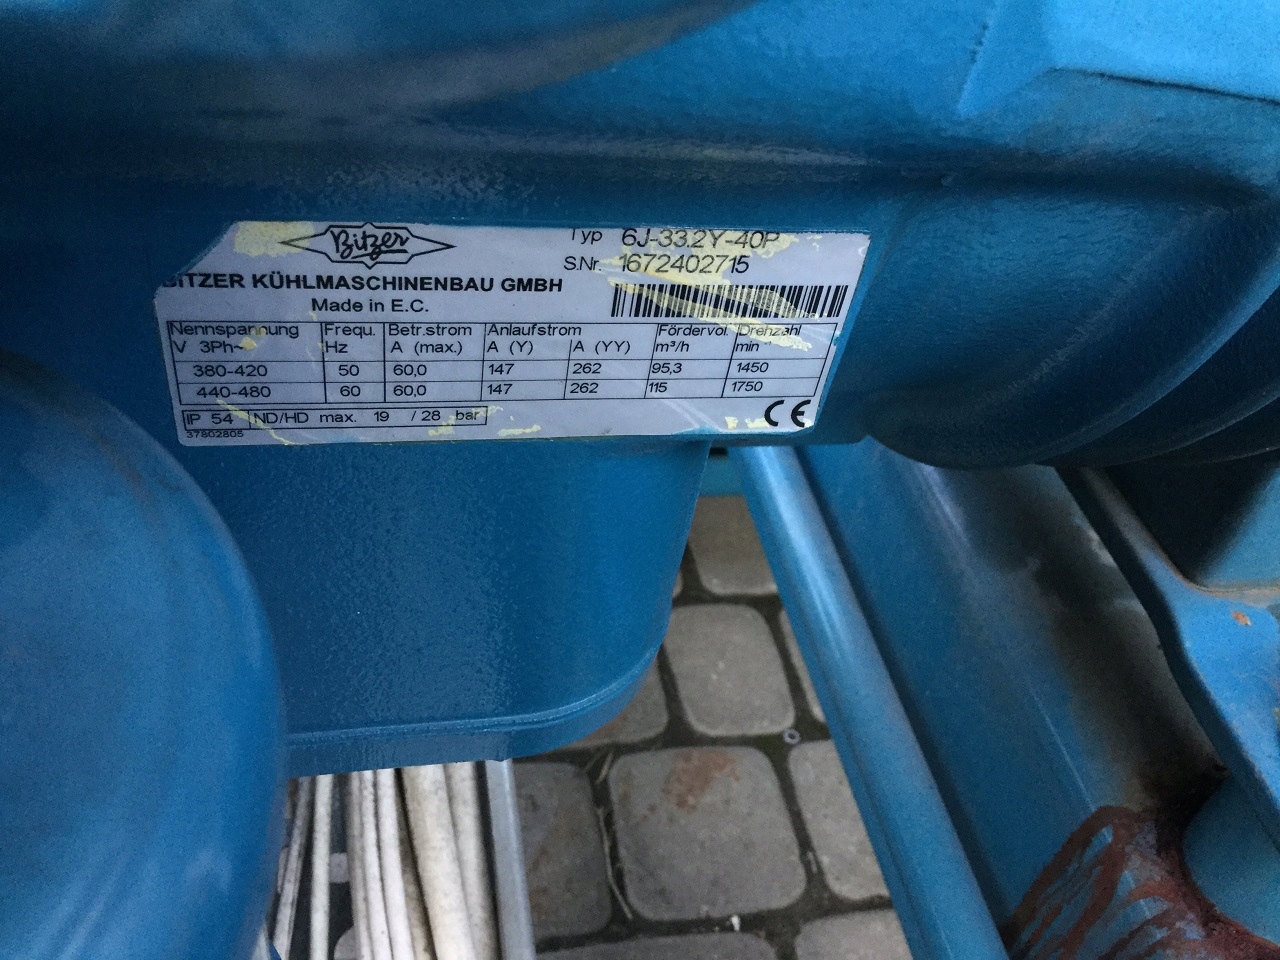 Bitzer
Typ 6J-33.2Y-40P
S.Nr. 1672402715
BITZER KÜHLMASCHINENBAU GMBH
Made in E.C.
Nennspannung Frequ. Betr.strom Anlaufstrom Fördervol. Drehzahl
V 3Ph~ Hz A (max.) A (Y) A (YY) m³/h min
380-420 50 60,0 147 262 95,3 1450
440-480 60 60,0 147 262 115 1750
IP 54 ND/HD max. 19 / 28 bar CE
37802805